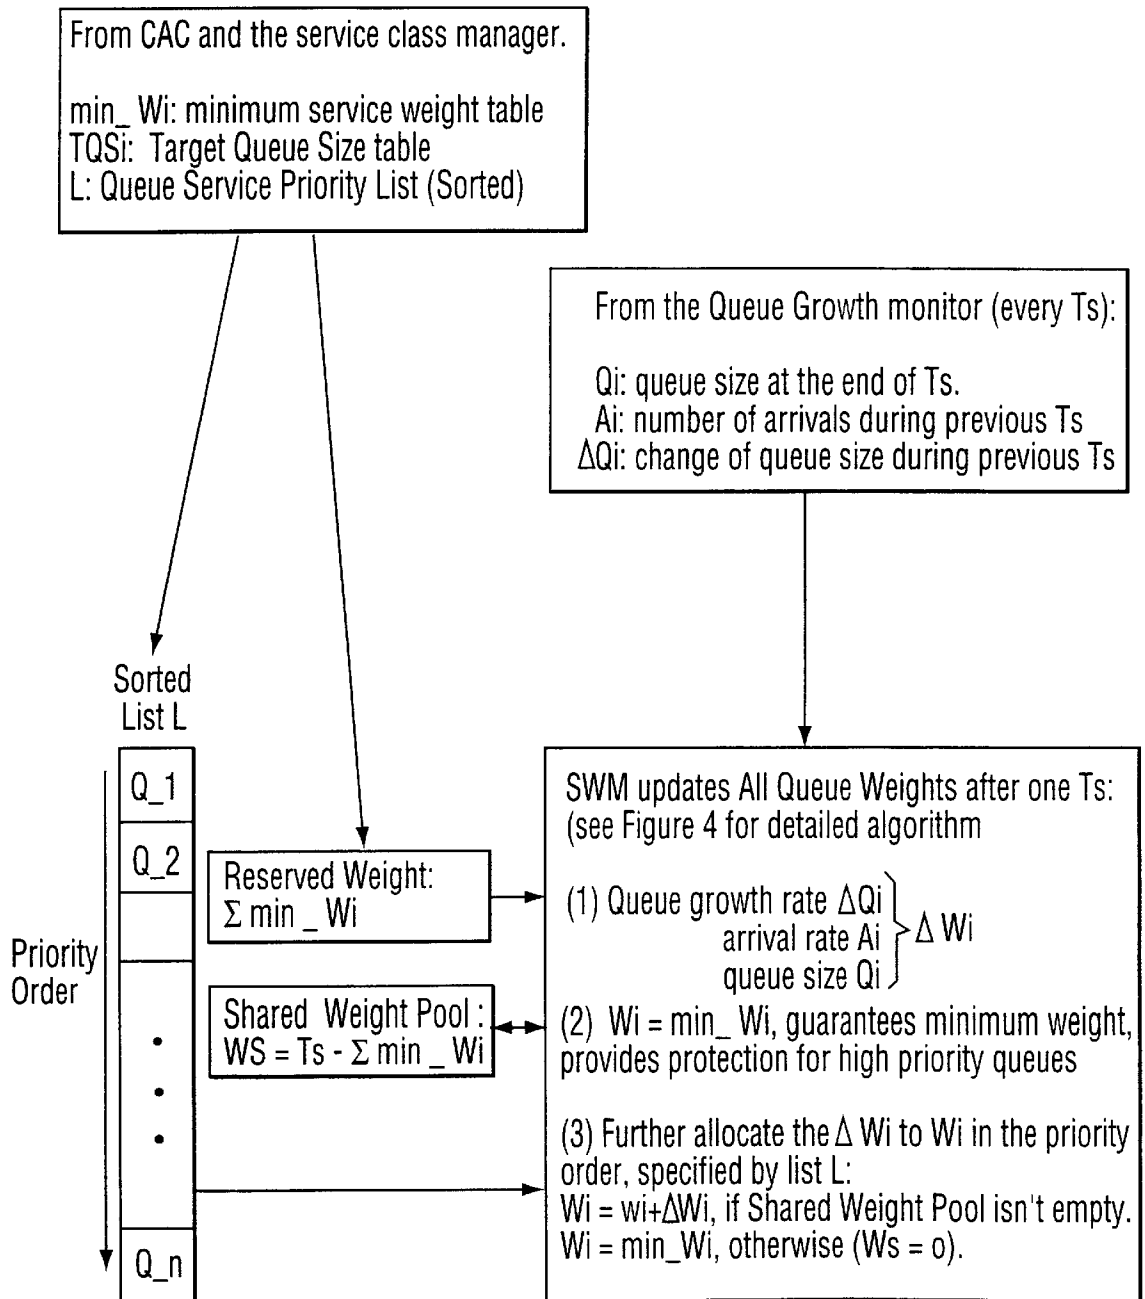 From CAC and the service class manager.
min_ Wi: minimum service weight table
TQSi: Target Queue Size table
L: Queue Service Priority List (Sorted)
From the Queue Growth monitor (every Ts):
Qi: queue size at the end of Ts.
Ai: number of arrivals during previous Ts
ΔQi: change of queue size during previous Ts
Sorted
List L
Q_1
Q_2
Q_n
Priority
Order
Reserved Weight:
Σ min _ Wi
Shared Weight Pool :
WS = Ts - Σ min _ Wi
SWM updates All Queue Weights after one Ts:
(see Figure 4 for detailed algorithm
(1) Queue growth rate ΔQi
arrival rate Ai
queue size Qi
Δ Wi
(2) Wi = min_ Wi, guarantees minimum weight,
provides protection for high priority queues
(3) Further allocate the Δ Wi to Wi in the priority
order, specified by list L:
Wi = wi+ΔWi, if Shared Weight Pool isn't empty.
Wi = min_Wi, otherwise (Ws = o).